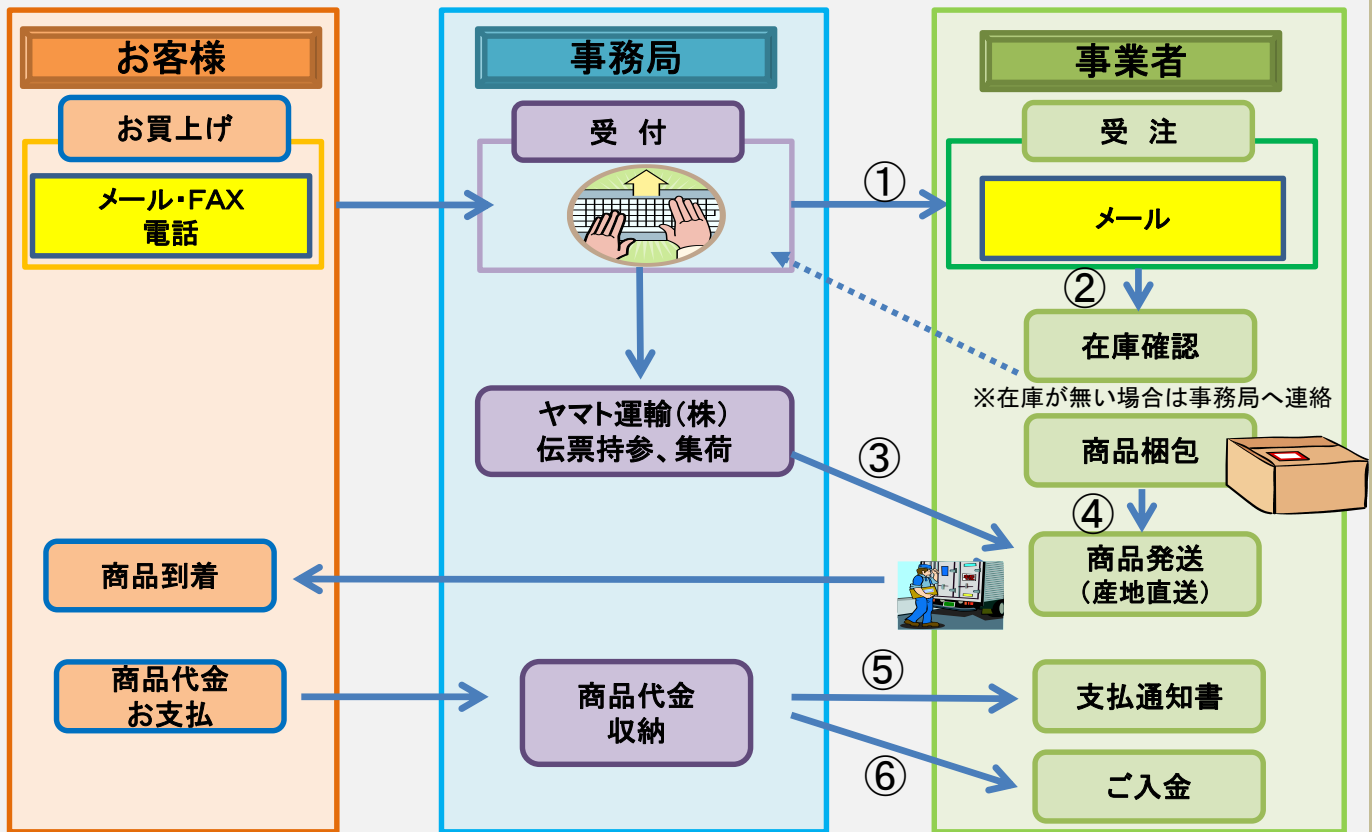 お客様
事務局
事業者
お買上げ
メール・FAX
電話
受 付
①
受 注
メール
②
在庫確認
※在庫が無い場合は事務局へ連絡
ヤマト運輸(株)
伝票持参、集荷
③
商品梱包
④
商品発送
(産地直送)
商品到着
商品代金
お支払
商品代金
収納
⑤
支払通知書
⑥
ご入金